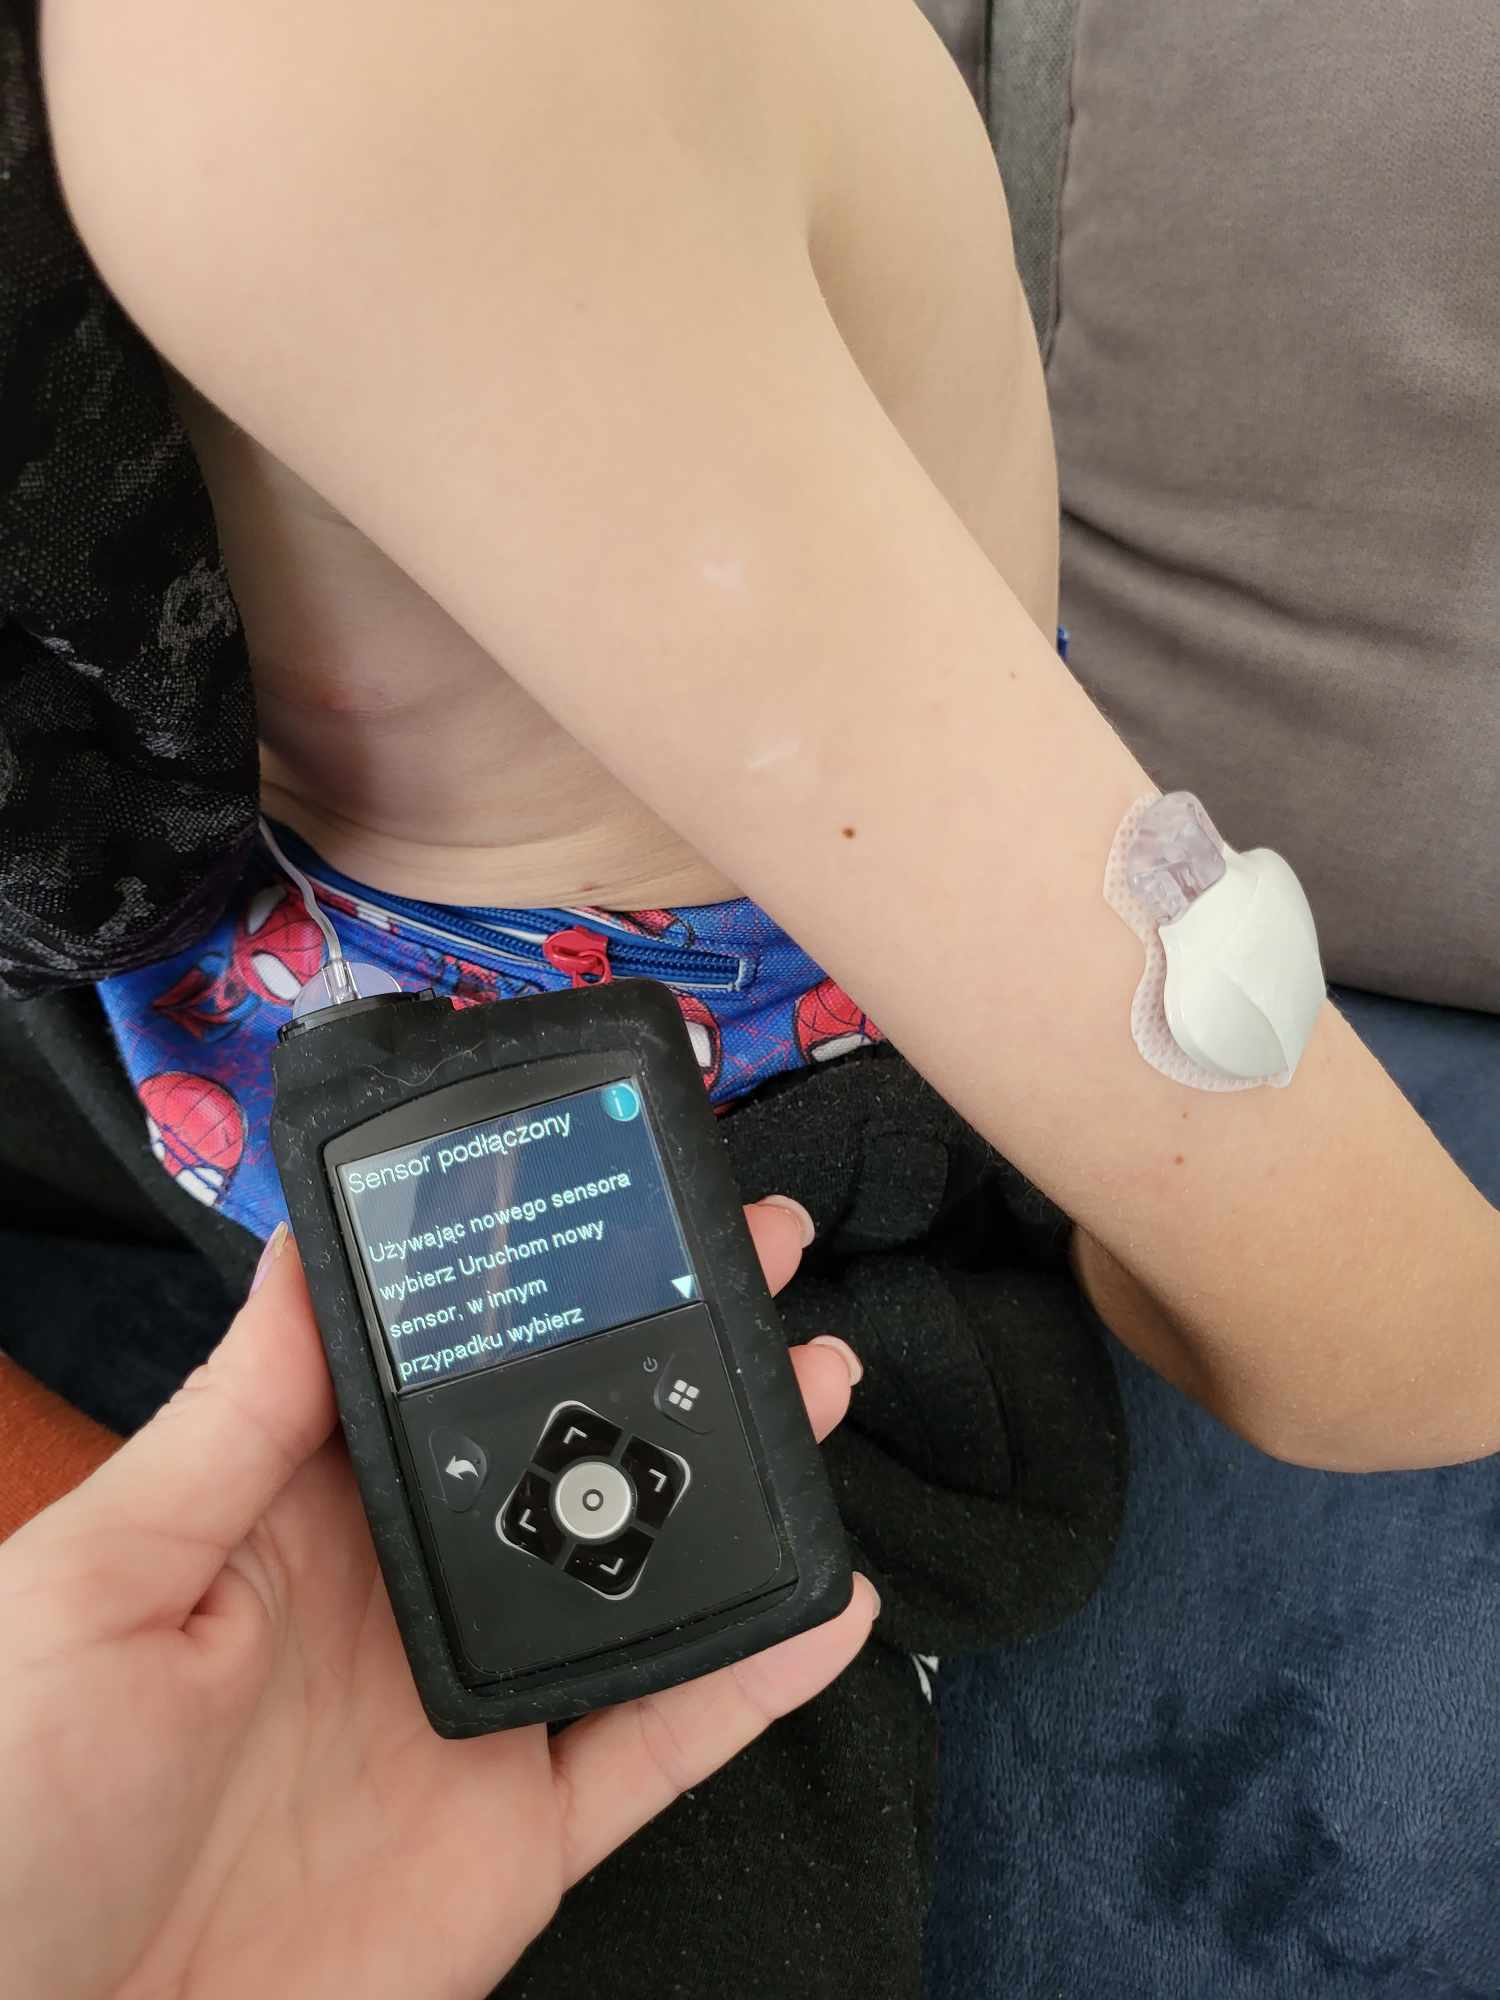 Sensor podłączony
Używając nowego sensora
wybierz Uruchom nowy
sensor, w innym
przypadku wybierz